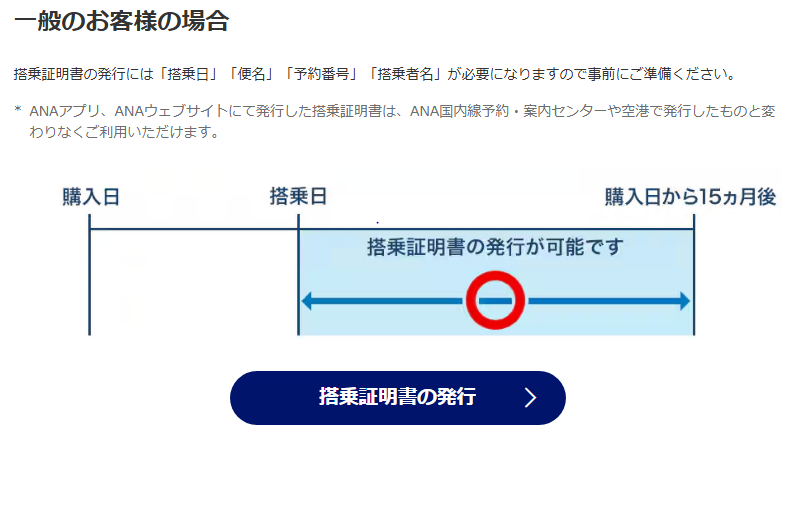 一般のお客様の場合
搭乗証明書の発行には「搭乗日」「便名」「予約番号」「搭乗者名」が必要になりますので事前にご準備ください。
* ANAアプリ、ANAウェブサイトにて発行した搭乗証明書は、ANA国内線予約・案内センターや空港で発行したものと変
わりなくご利用いただけます。
購入日
搭乗日
購入日から15ヵ月後
搭乗証明書の発行が可能です
搭乗証明書の発行